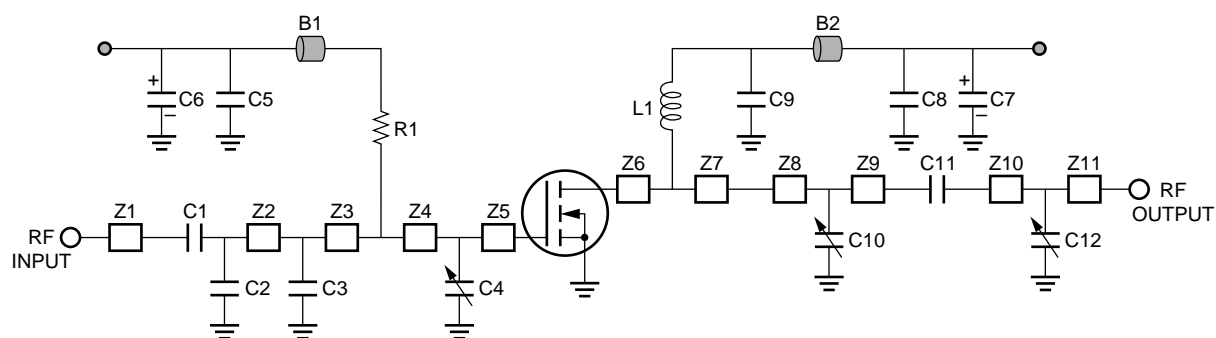 B1
B2
+
C6
–
C5
R1
L1
C9
C8
+
C7
–
Z6
Z7
Z8
Z9
C11
Z10
Z11
RF
OUTPUT
C10
C12
Z1
C1
Z2
Z3
Z4
Z5
RF
INPUT
C2
C3
C4